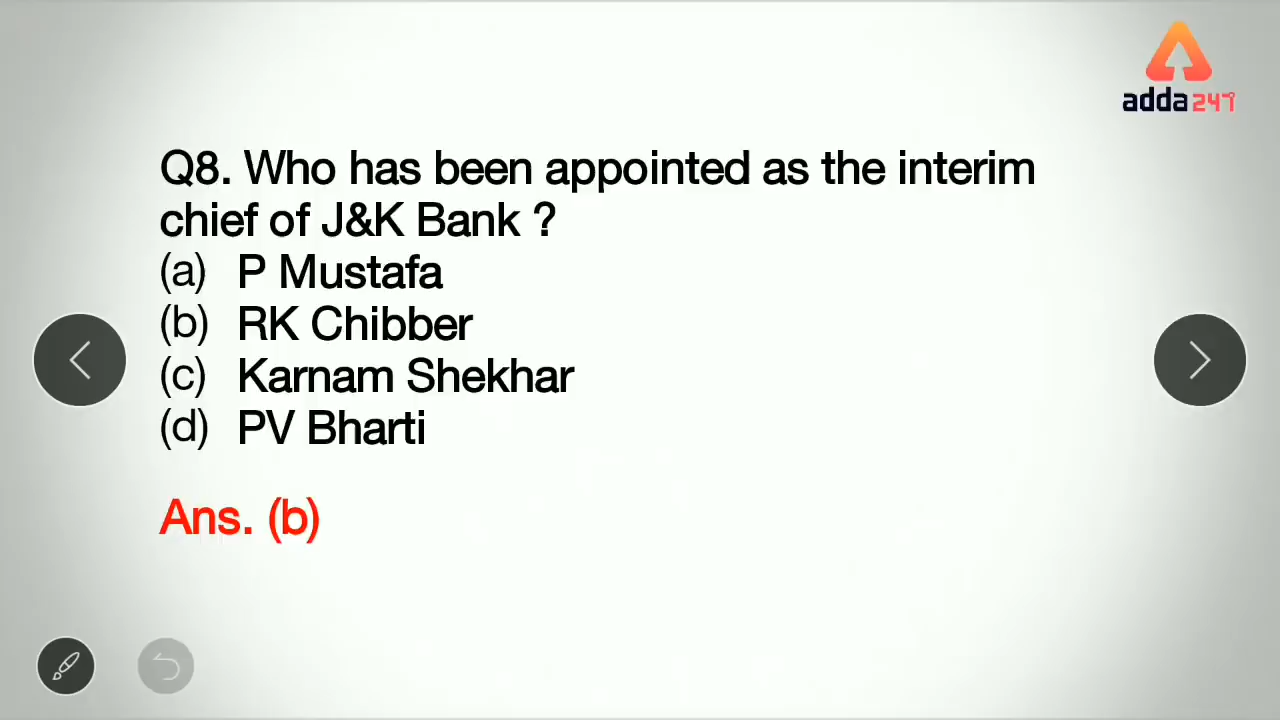 adda247
Q8. Who has been appointed as the interim
chief of J&K Bank ?
(a) P Mustafa
(b) RK Chibber
(c) Karnam Shekhar
(d) PV Bharti
Ans. (b)